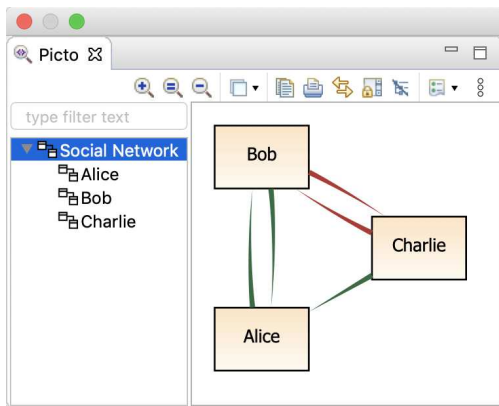 Picto
type filter text
Social Network
Alice
Bob
Charlie
Bob
Charlie
Alice